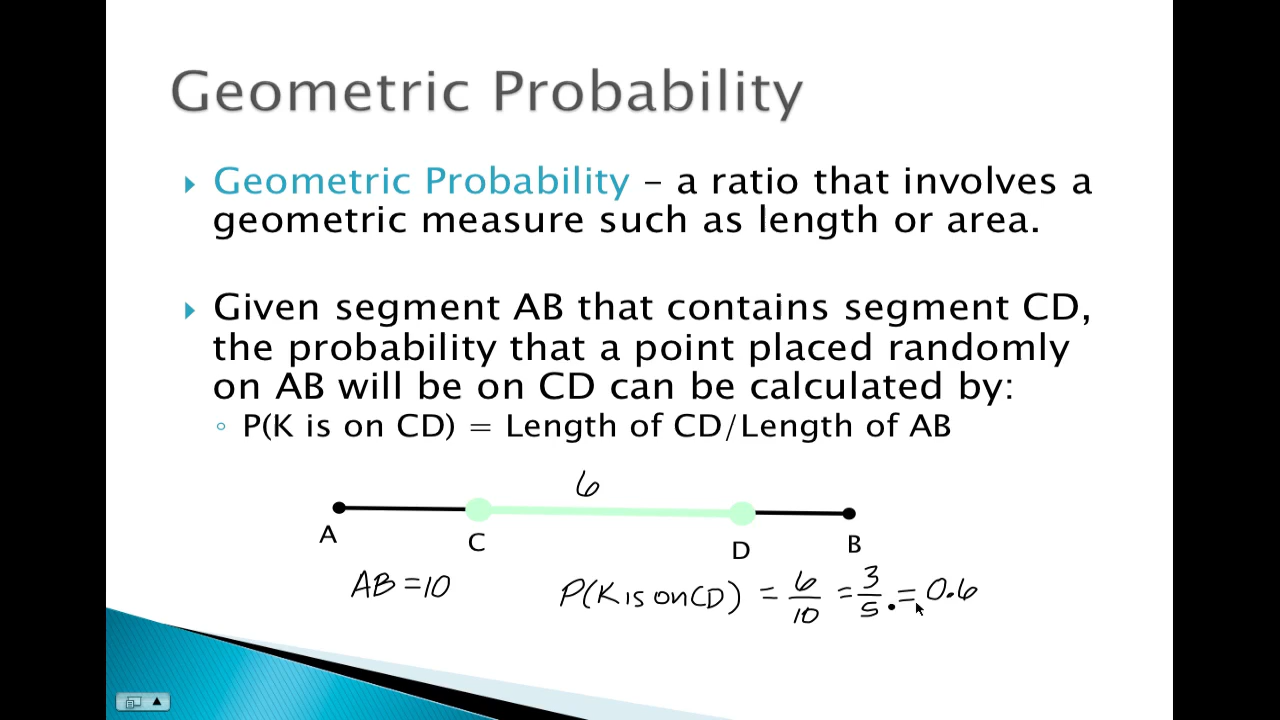 Geometric Probability
Geometric Probability – a ratio that involves a
geometric measure such as length or area.
Given segment AB that contains segment CD,
the probability that a point placed randomly
on AB will be on CD can be calculated by:
P(K is on CD) = Length of CD/Length of AB
6
A
C
D
B
AB = 10
P(K is on CD) = 6/10 = 3/5 = 0.6